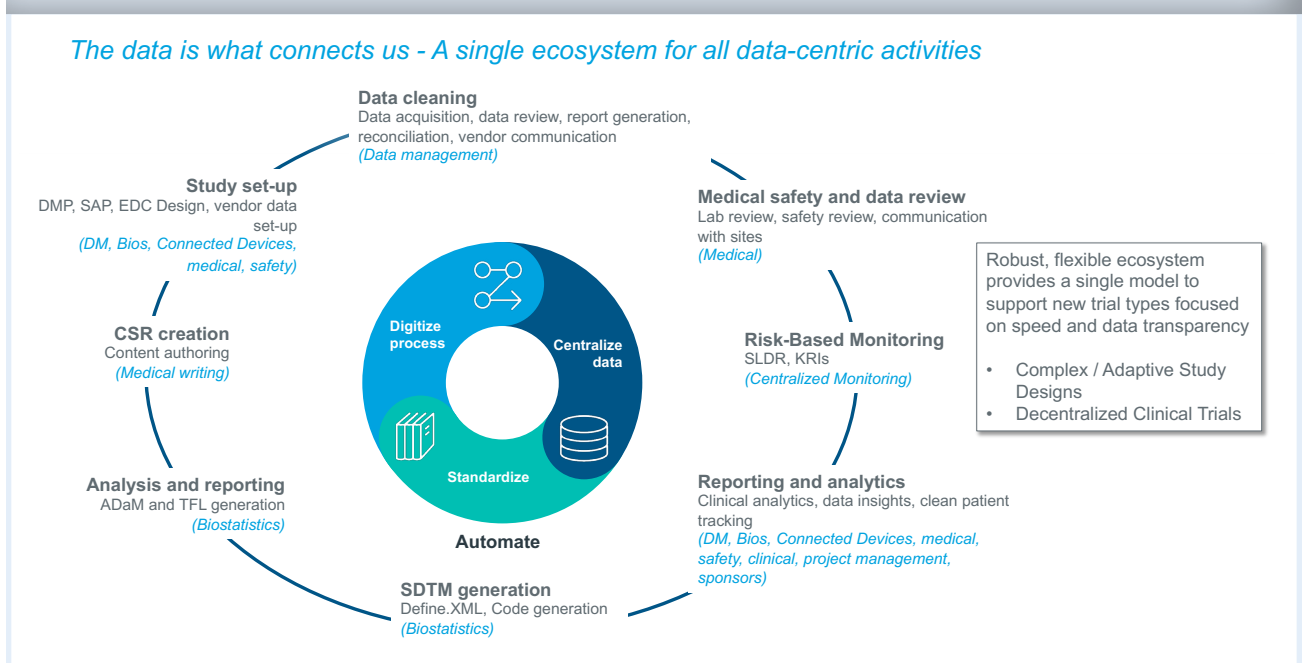 The data is what connects us - A single ecosystem for all data-centric activities
Data cleaning
Data acquisition, data review, report generation,
reconciliation, vendor communication
(Data management)
Study set-up
DMP, SAP, EDC Design, vendor data
set-up
(DM, Bios, Connected Devices,
medical, safety)
Medical safety and data review
Lab review, safety review, communication
with sites
(Medical)
Robust, flexible ecosystem
provides a single model to
support new trial types focused
on speed and data transparency
• Complex / Adaptive Study
Designs
• Decentralized Clinical Trials
CSR creation
Content authoring
(Medical writing)
Digitize
process
Centralize
data
Standardize
Automate
Risk-Based Monitoring
SLDR, KRIs
(Centralized Monitoring)
Analysis and reporting
ADaM and TFL generation
(Biostatistics)
Reporting and analytics
Clinical analytics, data insights, clean patient
tracking
(DM, Bios, Connected Devices, medical,
safety, clinical, project management,
sponsors)
SDTM generation
Define.XML, Code generation
(Biostatistics)